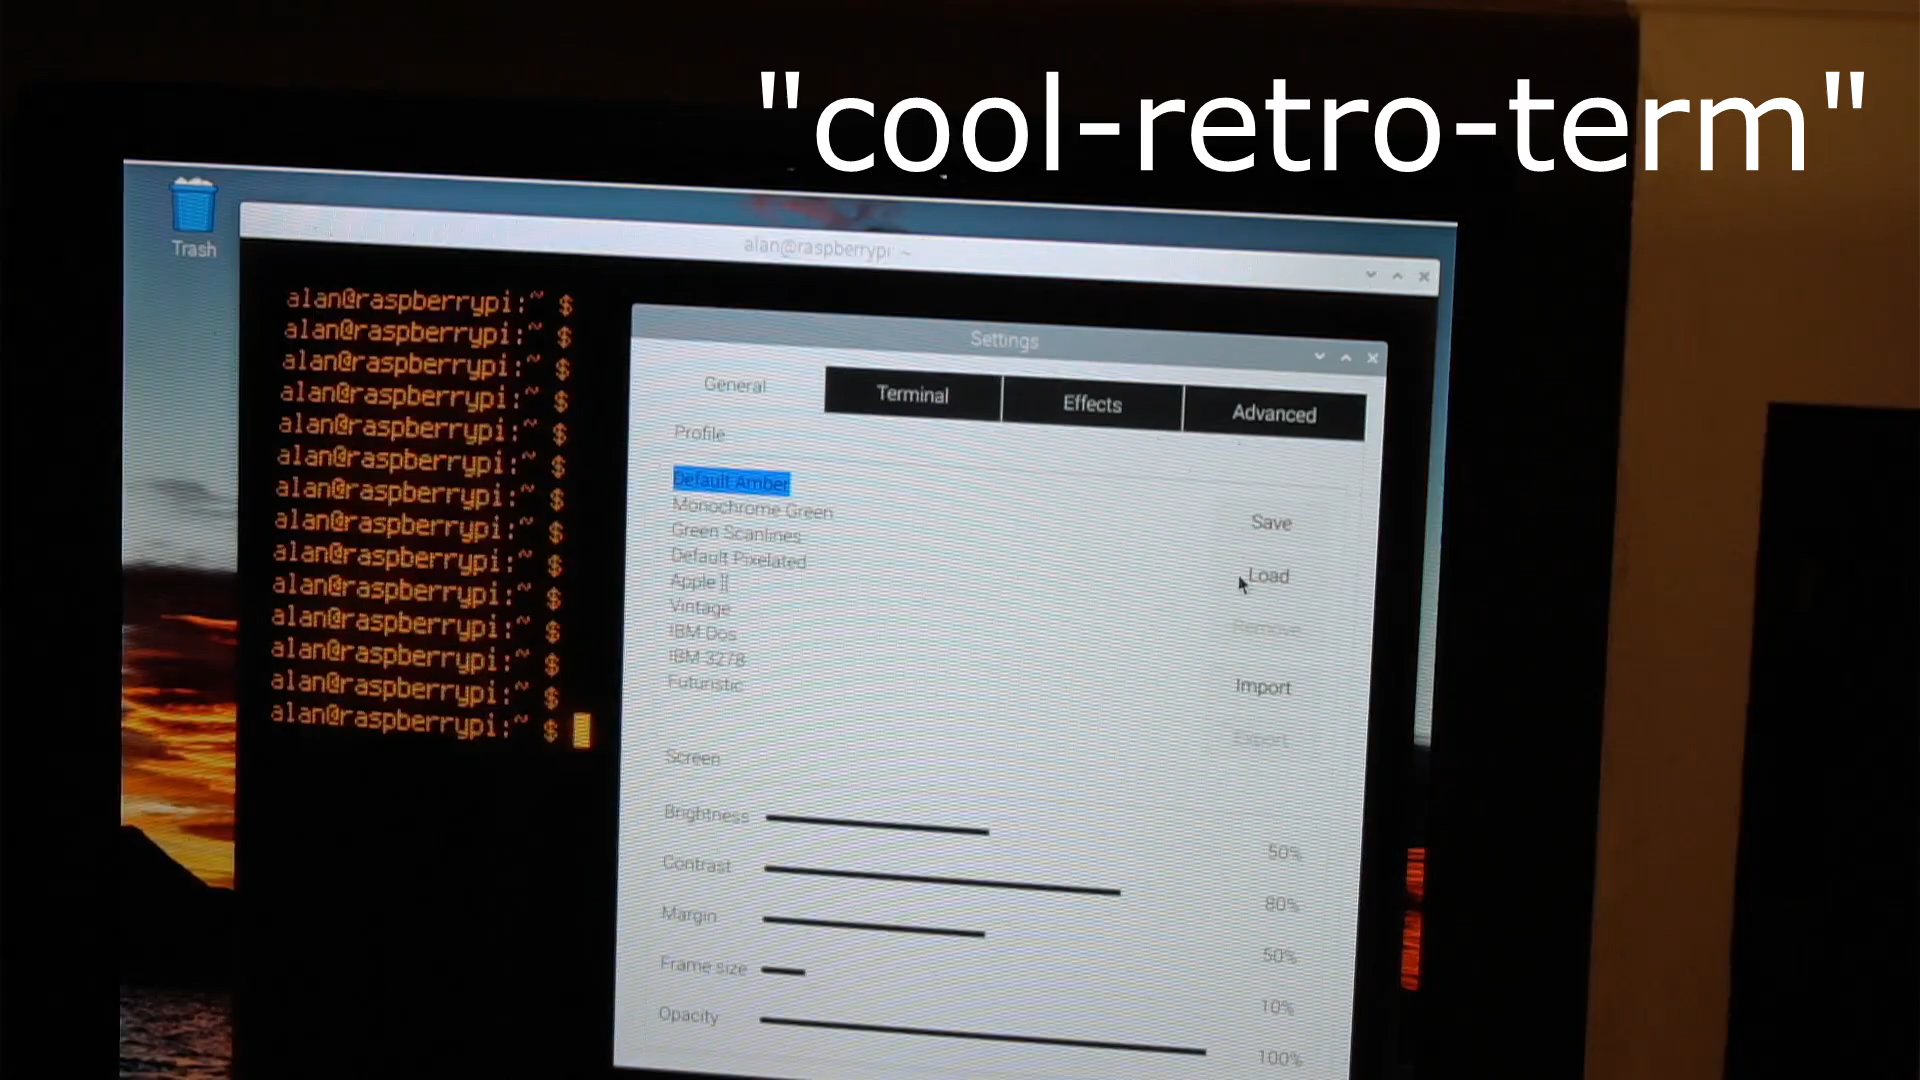 "cool-retro-term"
Trash
alan@raspberrypi: ~
alan@raspberrypi:~ $
alan@raspberrypi:~ $
alan@raspberrypi:~ $
alan@raspberrypi:~ $
alan@raspberrypi:~ $
alan@raspberrypi:~ $
alan@raspberrypi:~ $
alan@raspberrypi:~ $
alan@raspberrypi:~ $
alan@raspberrypi:~ $
alan@raspberrypi:~ $
alan@raspberrypi:~ $
alan@raspberrypi:~ $
alan@raspberrypi:~ $
Settings
General Terminal Effects Advanced
Profile
Default Amber
Monochrome Green
Green Scanlines
Default Pixelated
Apple ][
Vintage
IBM Dos
IBM 3278
Futuristic
Save
Load
Remove
Import
Export
Screen
Brightness 50%
Contrast 80%
Margin 50%
Frame size 10%
Opacity 100%